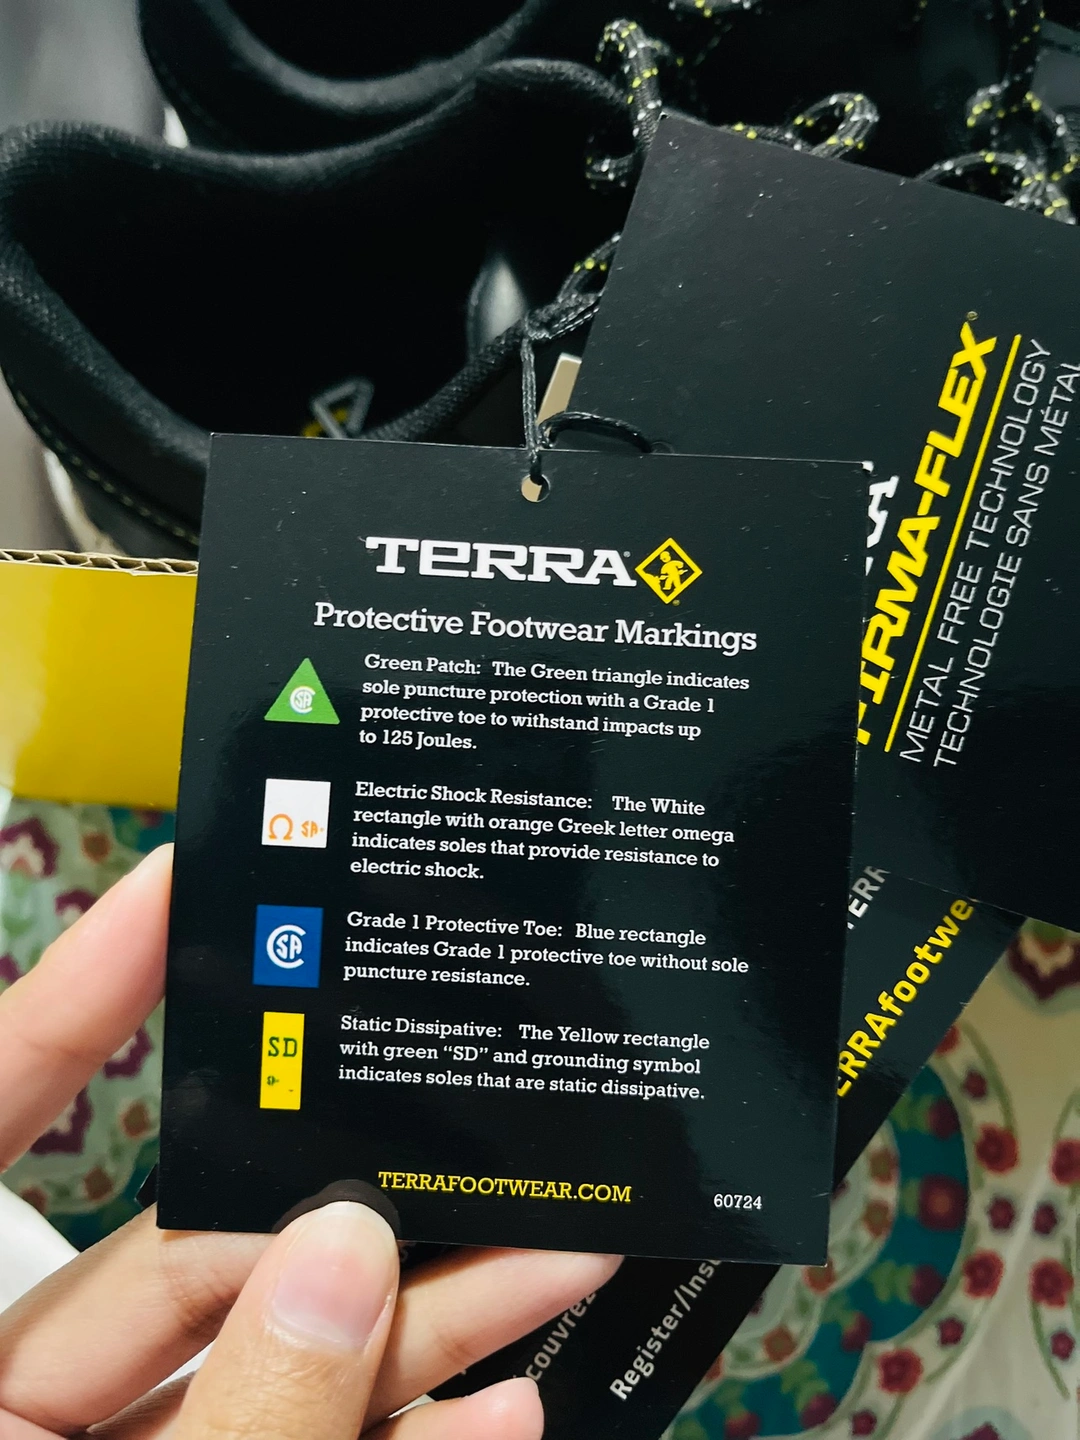 TERRA
Protective Footwear Markings
Green Patch: The Green triangle indicates
sole puncture protection with a Grade 1
protective toe to withstand impacts up
to 125 Joules.
Electric Shock Resistance: The White
rectangle with orange Greek letter omega
indicates soles that provide resistance to
electric shock.
Ω SA
Grade 1 Protective Toe: Blue rectangle
indicates Grade 1 protective toe without sole
puncture resistance.
CSA
Static Dissipative: The Yellow rectangle
with green “SD” and grounding symbol
indicates soles that are static dissipative.
SD
TERRAFOOTWEAR.COM
60724
FIRMA-FLEX®
METAL FREE TECHNOLOGY
TECHNOLOGIE SANS MÉTAL
Register/